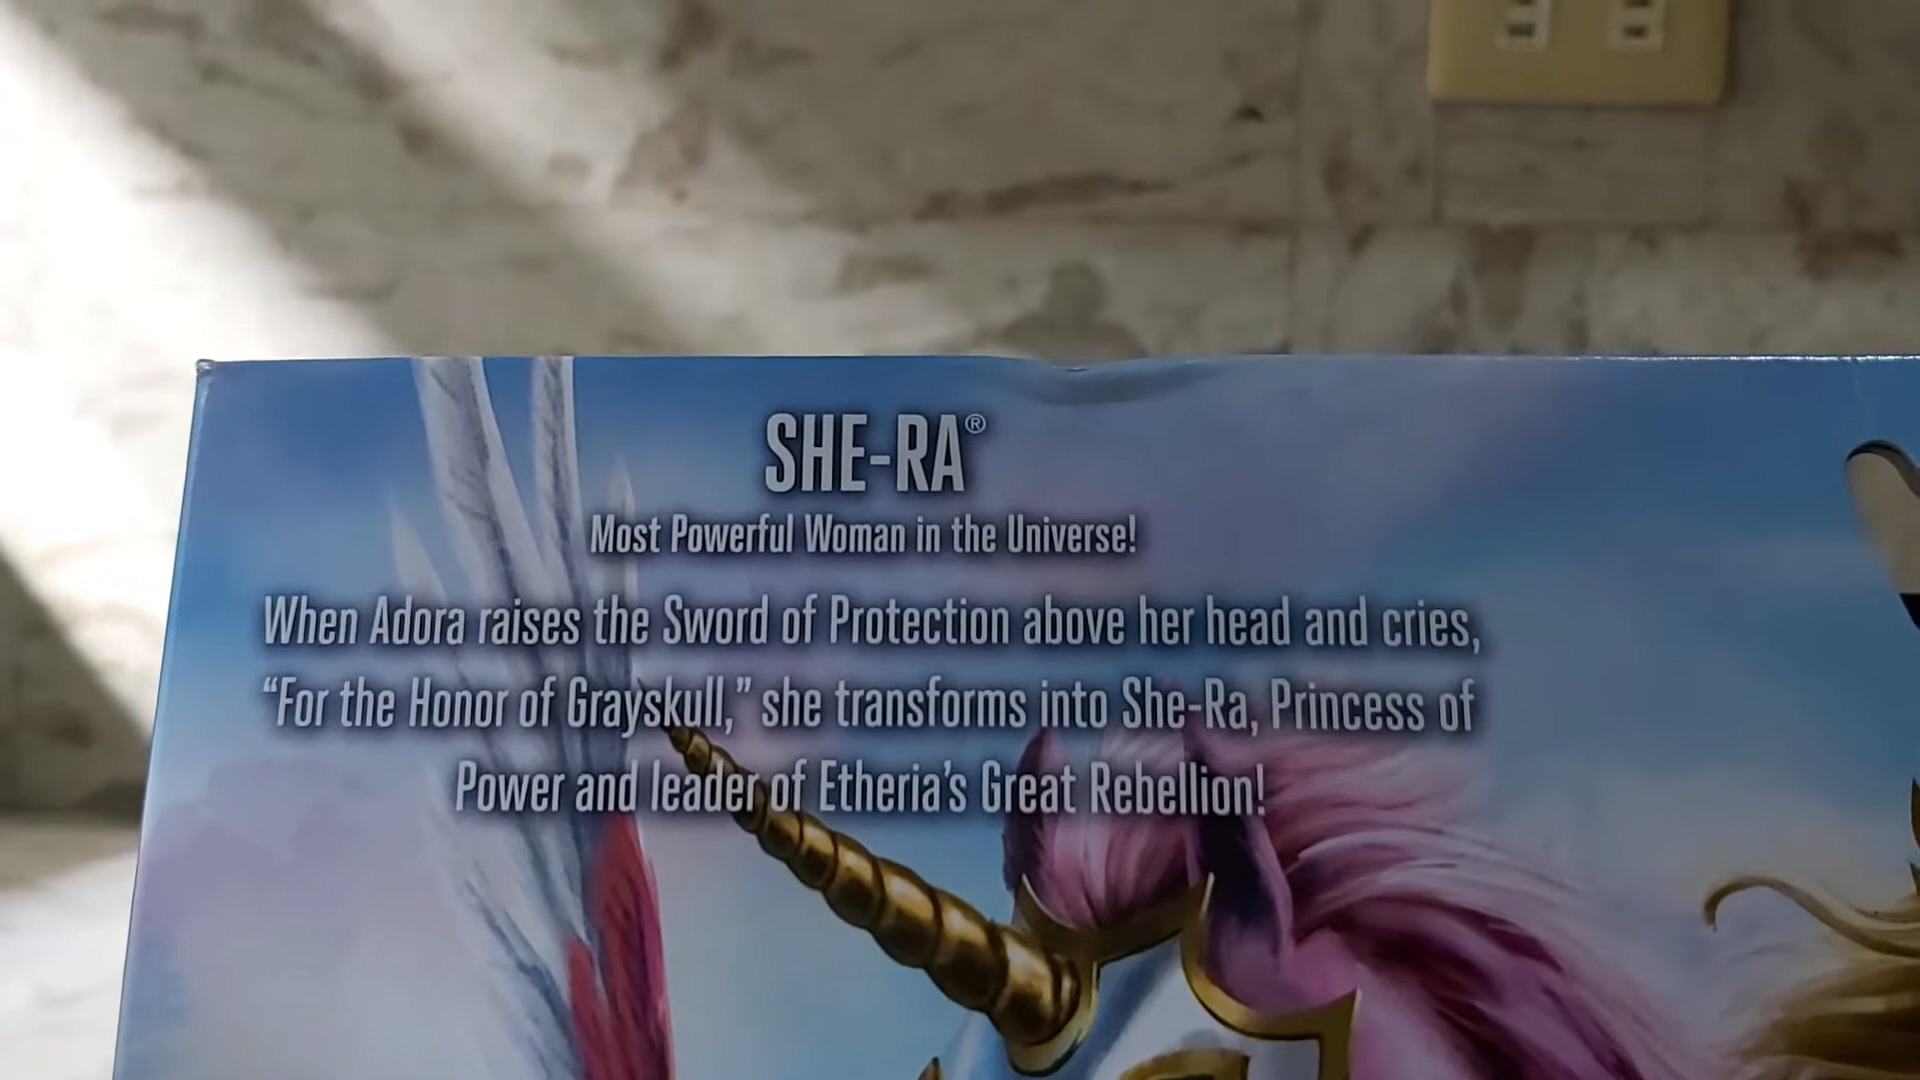 SHE-RA®
Most Powerful Woman in the Universe!
When Adora raises the Sword of Protection above her head and cries,
“For the Honor of Grayskull,” she transforms into She-Ra, Princess of
Power and leader of Etheria’s Great Rebellion!